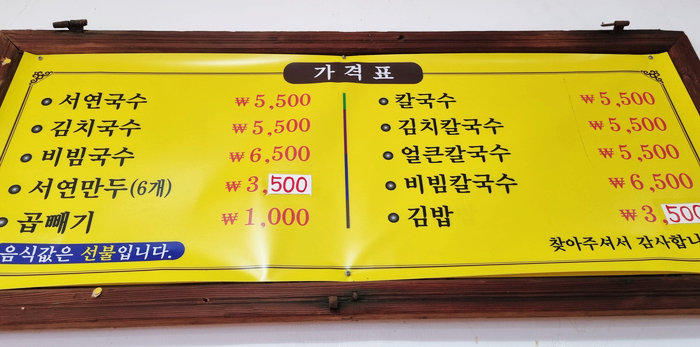 가격표
서연국수 ₩5,500
김치국수 ₩5,500
비빔국수 ₩6,500
서연만두(6개) ₩3,500
곱빼기 ₩1,000
음식값은 선불입니다.
칼국수 ₩5,500
김치칼국수 ₩5,500
얼큰칼국수 ₩5,500
비빔칼국수 ₩6,500
김밥 ₩3,500
찾아주셔서